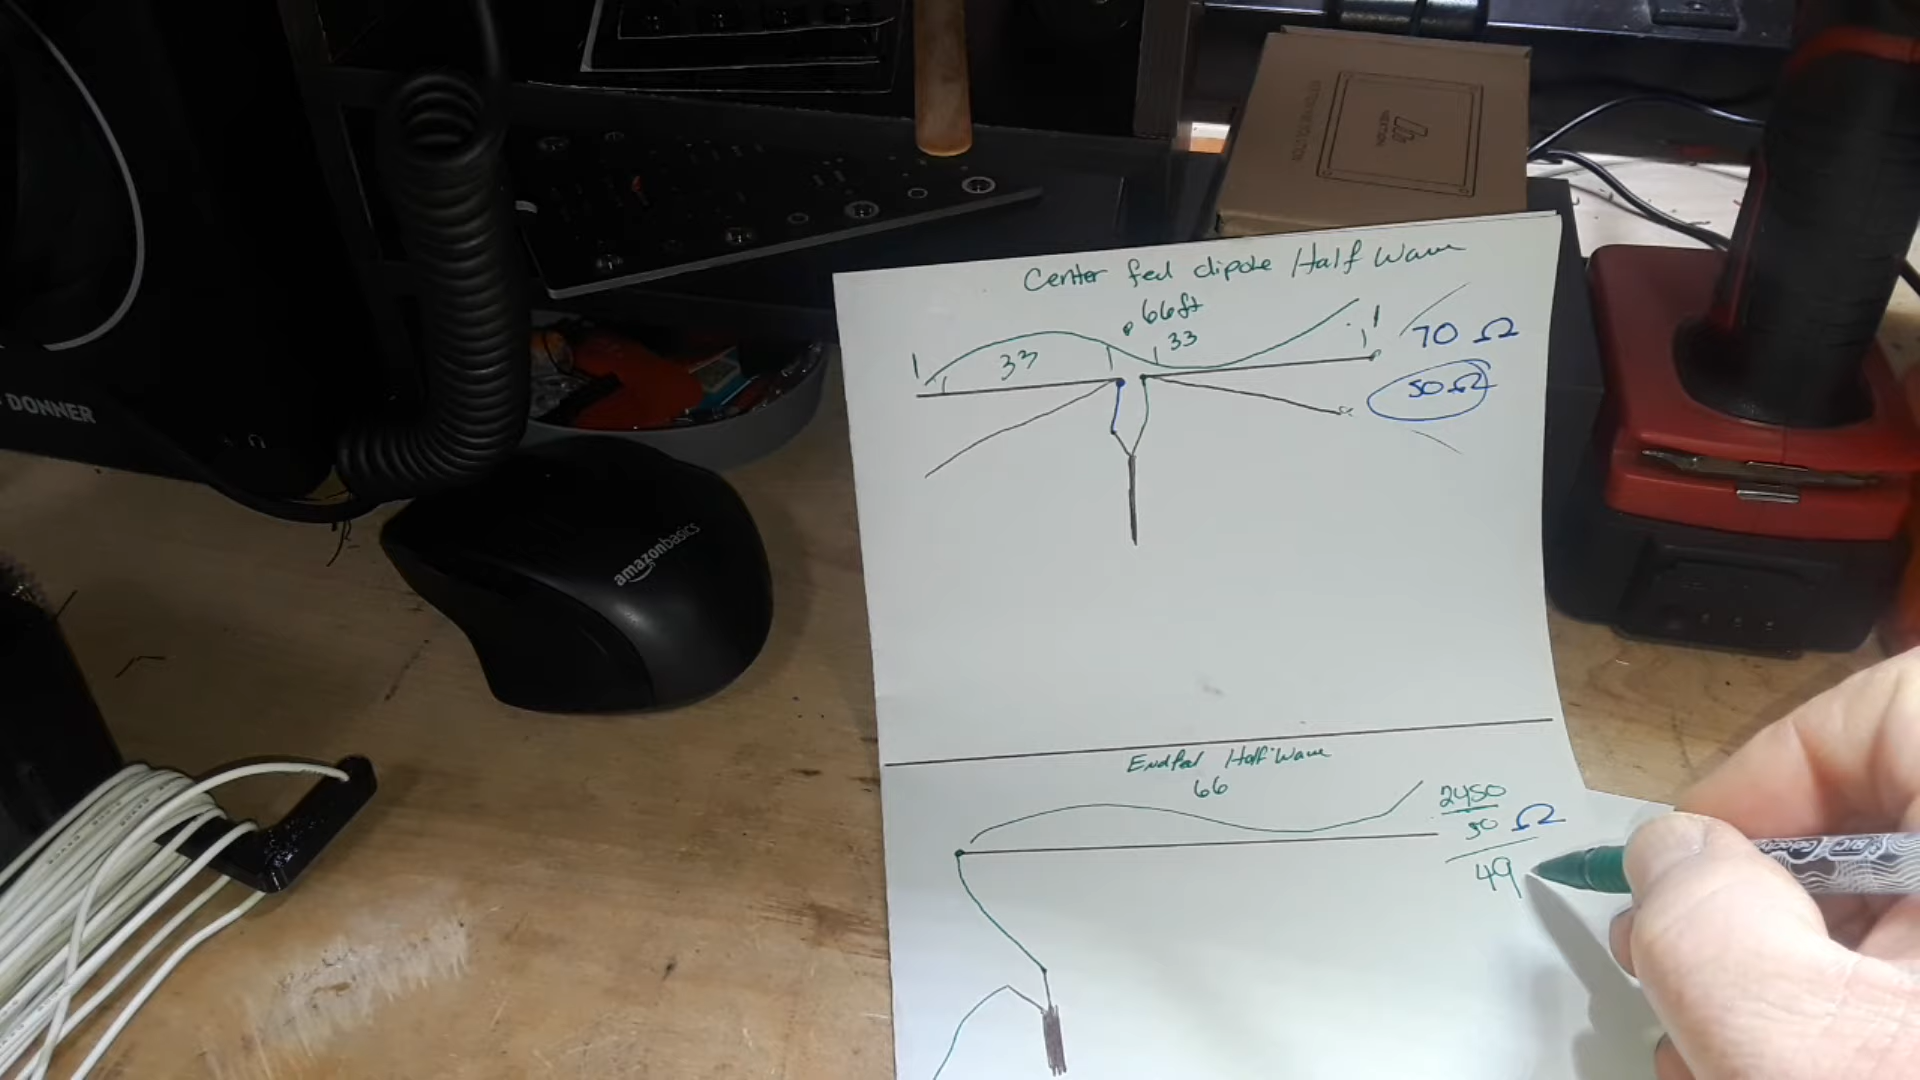 Center fed dipole Half Wave
66ft
33
33
70 Ω
50 Ω
DONNER
amazonbasics
Endfed Half Wave
66
2450
50 Ω
49
BIC